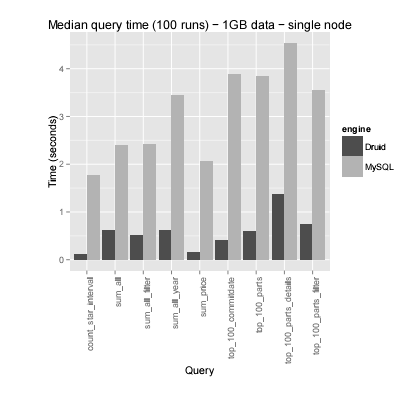 Median query time (100 runs) − 1GB data − single node
Time (seconds)
4
3
2
1
0
count_star_interval
sum_all
sum_all_filter
sum_all_year
sum_price
top_100_commitdate
top_100_parts
top_100_parts_details
top_100_parts_filter
Query
engine
Druid
MySQL